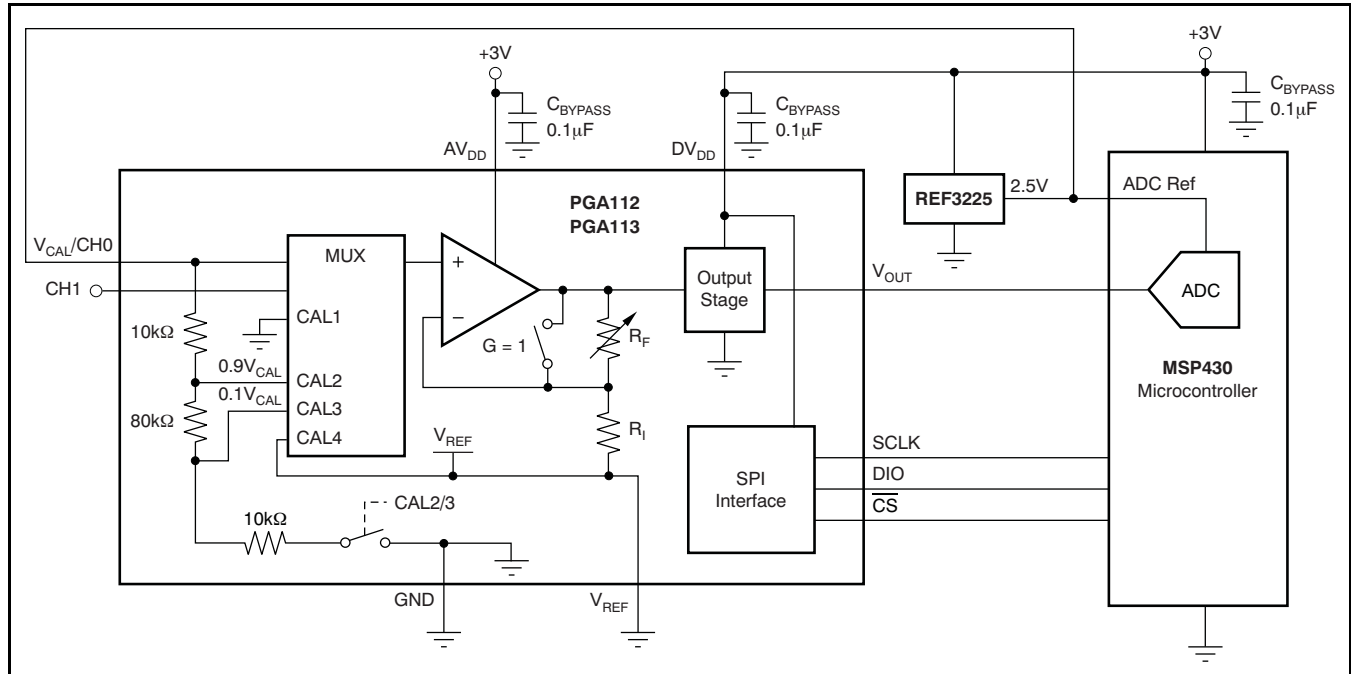 +3V
+3V
C_BYPASS
0.1μF
C_BYPASS
0.1μF
C_BYPASS
0.1μF
AV_DD
DV_DD
PGA112
PGA113
REF3225
2.5V
ADC Ref
V_CAL/CH0
MUX
+
−
Output
Stage
V_OUT
ADC
CH1
CAL1
10kΩ
G = 1
R_F
0.9V_CAL
CAL2
MSP430
Microcontroller
0.1V_CAL
CAL3
80kΩ
CAL4
V_REF
R_I
SPI
Interface
SCLK
DIO
C̅S̅
CAL2/3
10kΩ
GND
V_REF